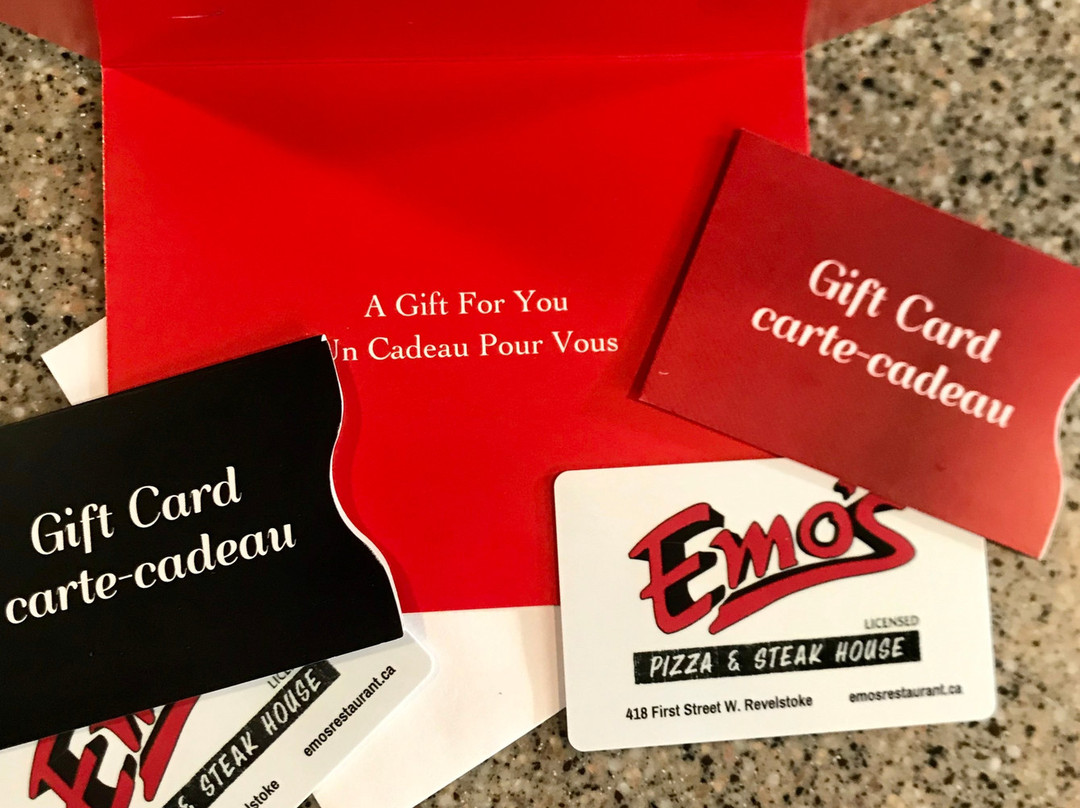 A Gift For You
Un Cadeau Pour Vous
Gift Card
carte-cadeau
Gift Card
carte-cadeau
Emo's
LICENSED
PIZZA & STEAK HOUSE
418 First Street W. Revelstoke
emosrestaurant.ca
& STEAK HOUSE
emosrestaurant.ca